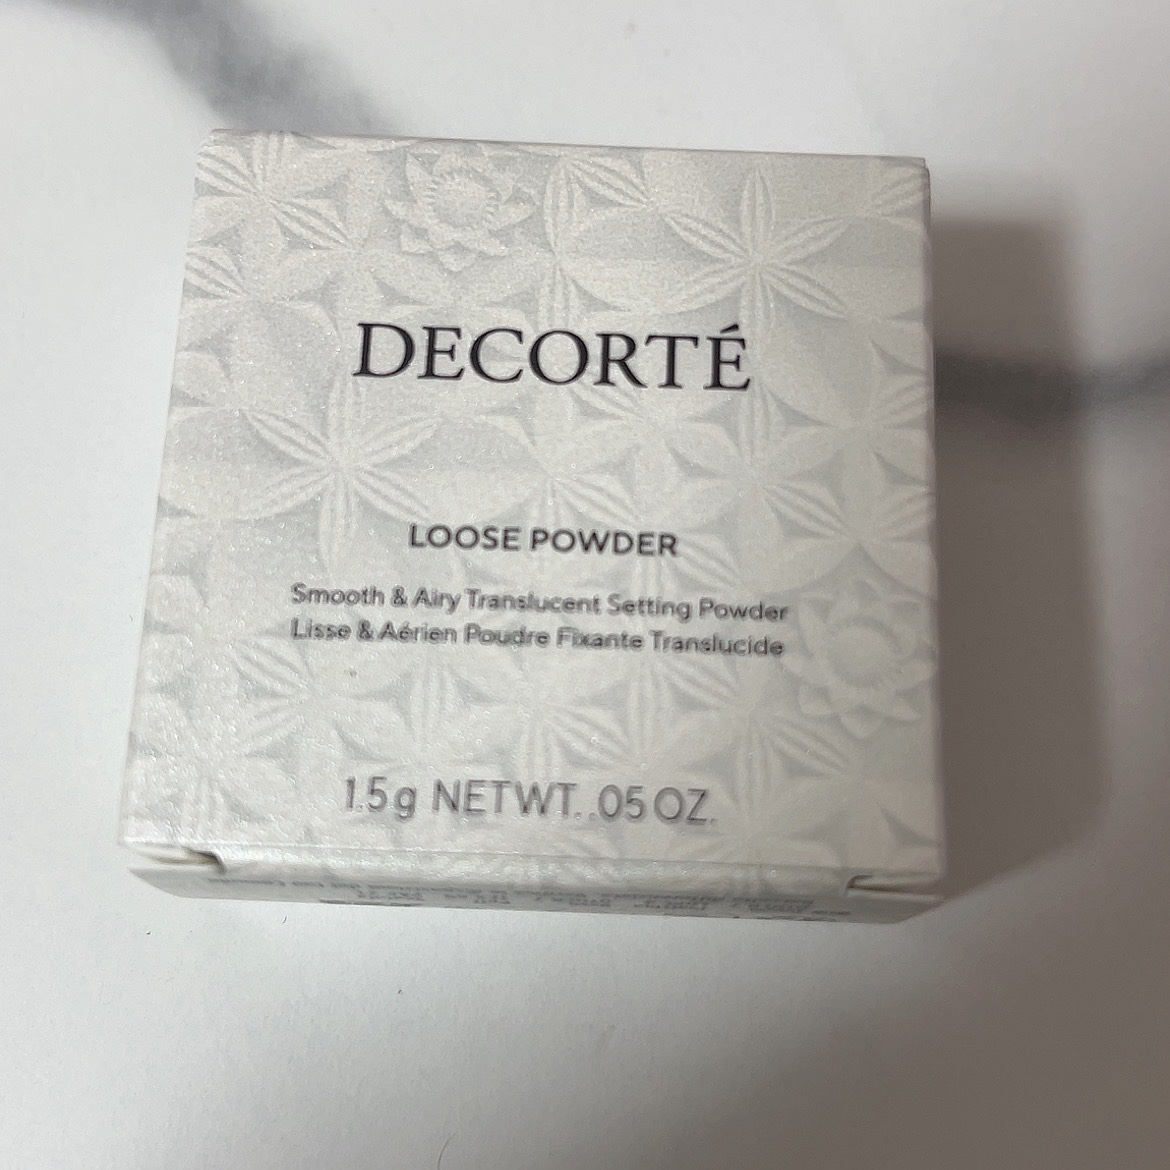 DECORTÉ
LOOSE POWDER
Smooth & Airy Translucent Setting Powder
Lisse & Aérien Poudre Fixante Translucide
1.5g NETWT. .05 OZ.